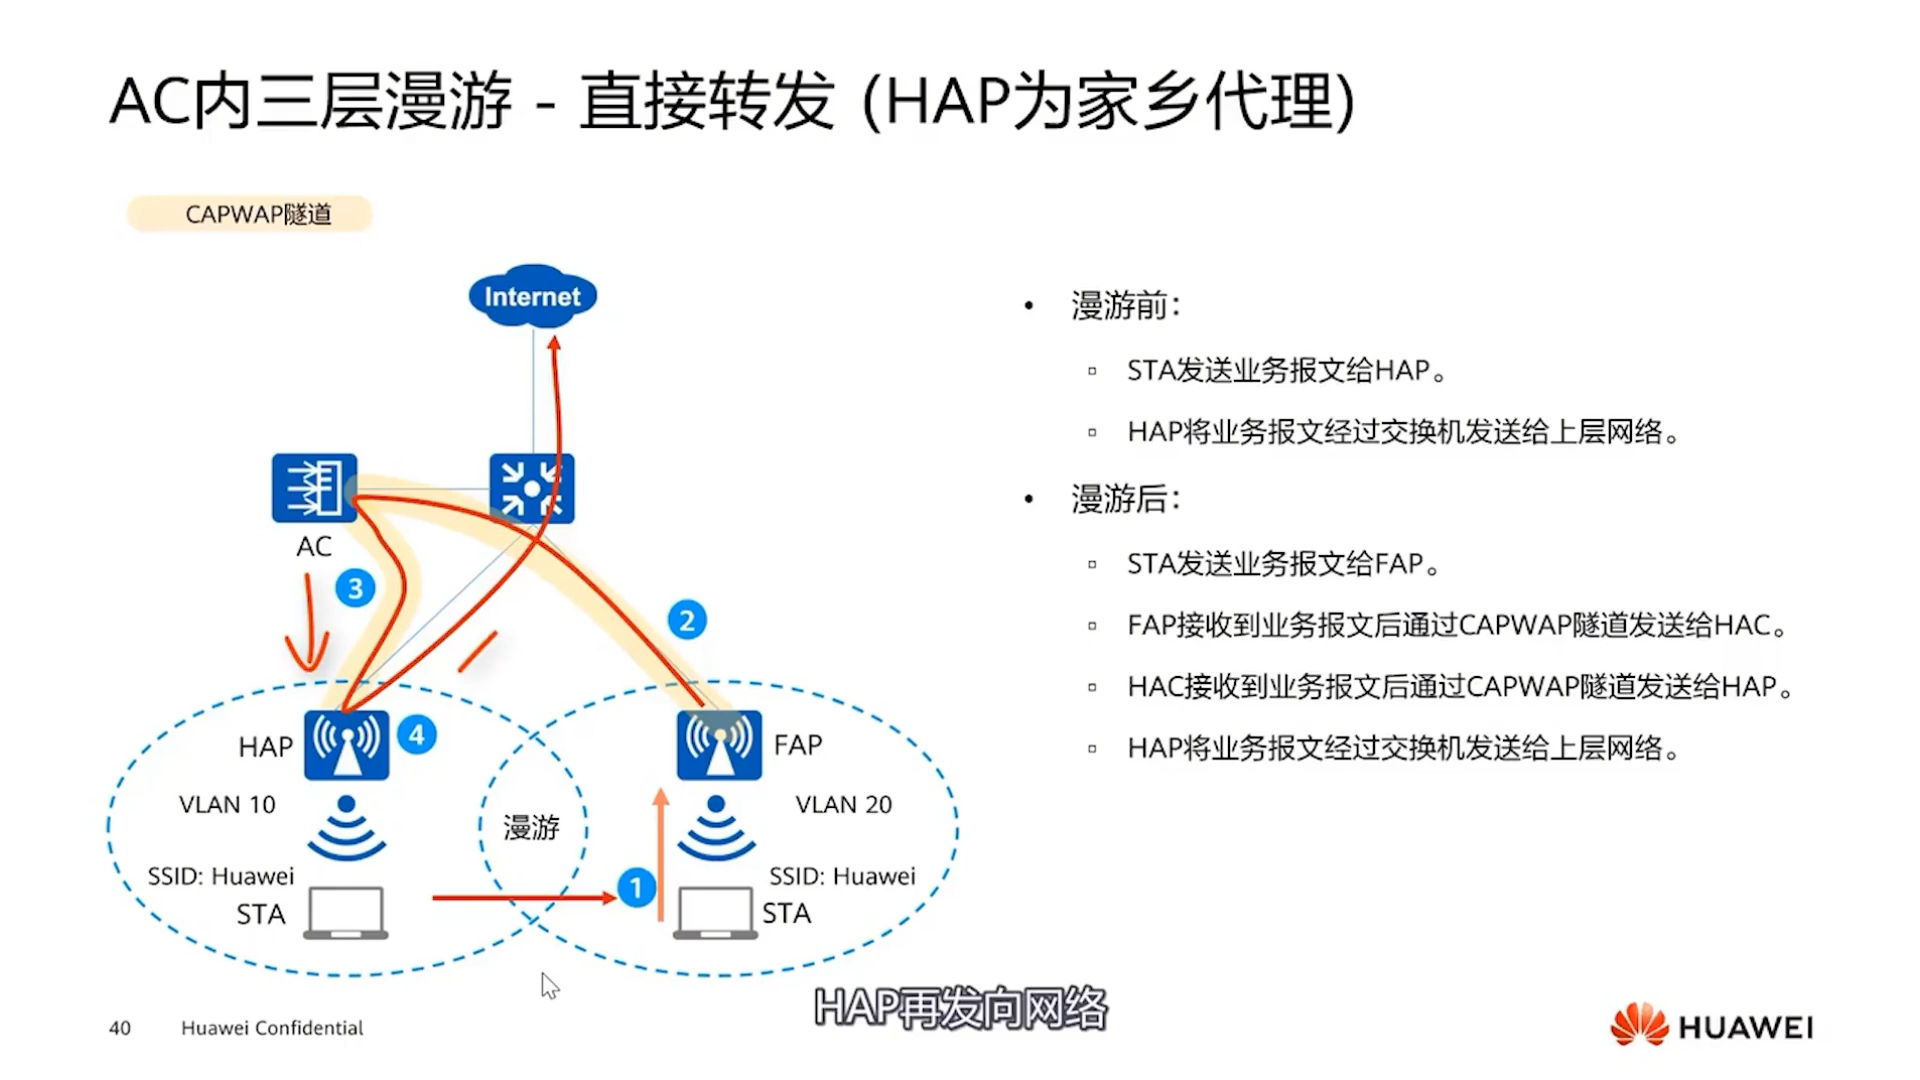 AC内三层漫游 - 直接转发 (HAP为家乡代理)
CAPWAP隧道
Internet
AC
3
2
HAP
4
FAP
VLAN 10
VLAN 20
漫游
SSID: Huawei
1
SSID: Huawei
STA
STA
• 漫游前：
▫ STA发送业务报文给HAP。
▫ HAP将业务报文经过交换机发送给上层网络。
• 漫游后：
▫ STA发送业务报文给FAP。
▫ FAP接收到业务报文后通过CAPWAP隧道发送给HAC。
▫ HAC接收到业务报文后通过CAPWAP隧道发送给HAP。
▫ HAP将业务报文经过交换机发送给上层网络。
HAP再发向网络
40 Huawei Confidential
HUAWEI